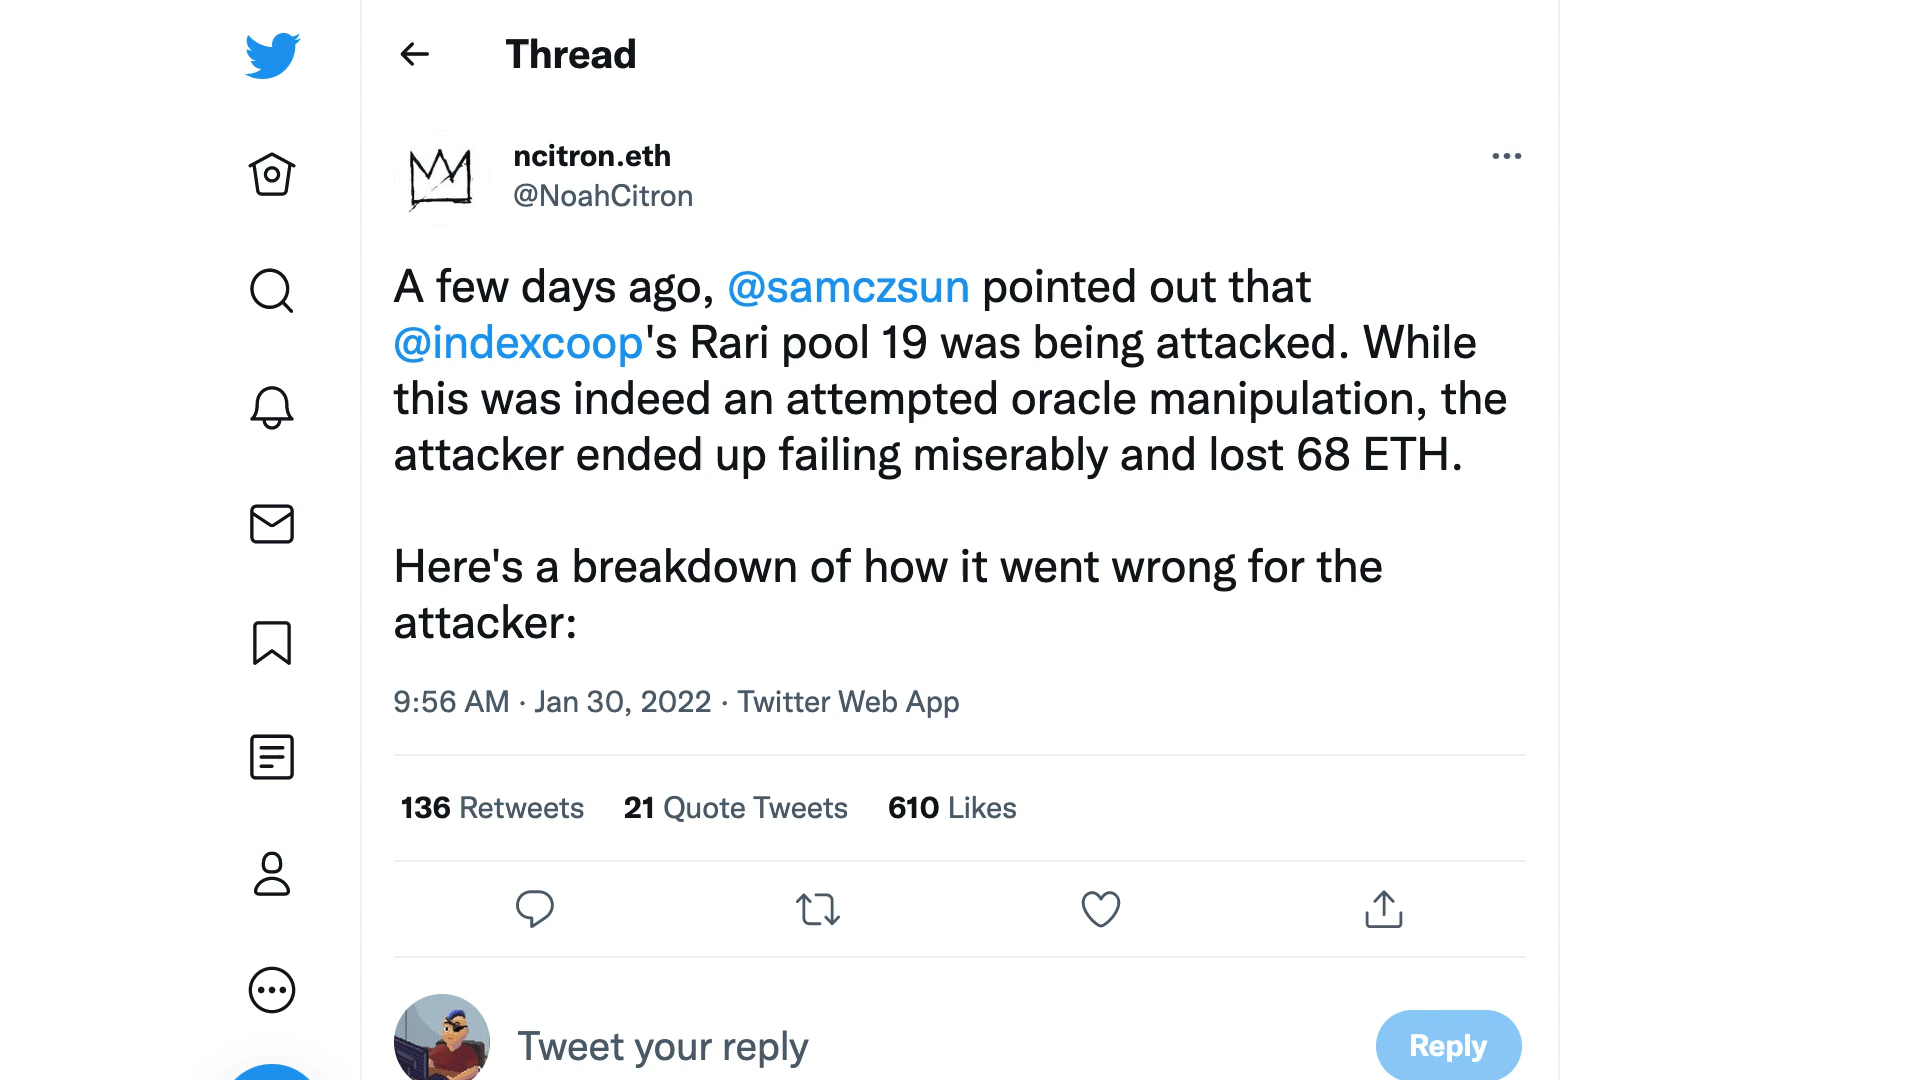 Thread
ncitron.eth
@NoahCitron
A few days ago, @samczsun pointed out that
@indexcoop's Rari pool 19 was being attacked. While
this was indeed an attempted oracle manipulation, the
attacker ended up failing miserably and lost 68 ETH.
Here's a breakdown of how it went wrong for the
attacker:
9:56 AM · Jan 30, 2022 · Twitter Web App
136 Retweets 21 Quote Tweets 610 Likes
Tweet your reply
Reply